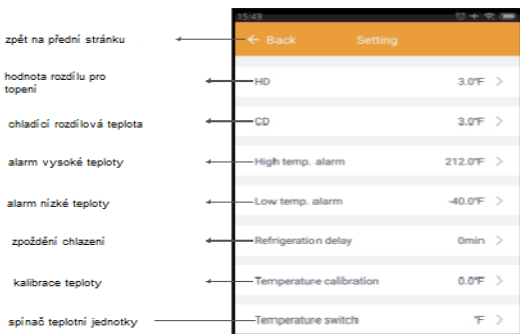 15:49
zpět na přední stránku
← Back Setting
hodnota rozdílu pro
topení
HD 3.0°F >
chladící rozdílová teplota
CD 3.0°F >
alarm vysoké teploty
High temp. alarm 212.0°F >
alarm nízké teploty
Low temp. alarm -40.0°F >
zpoždění chlazení
Refrigeration delay 0min >
kalibrace teploty
Temperature calibration 0.0°F >
spínač teplotní jednotky
Temperature switch °F >